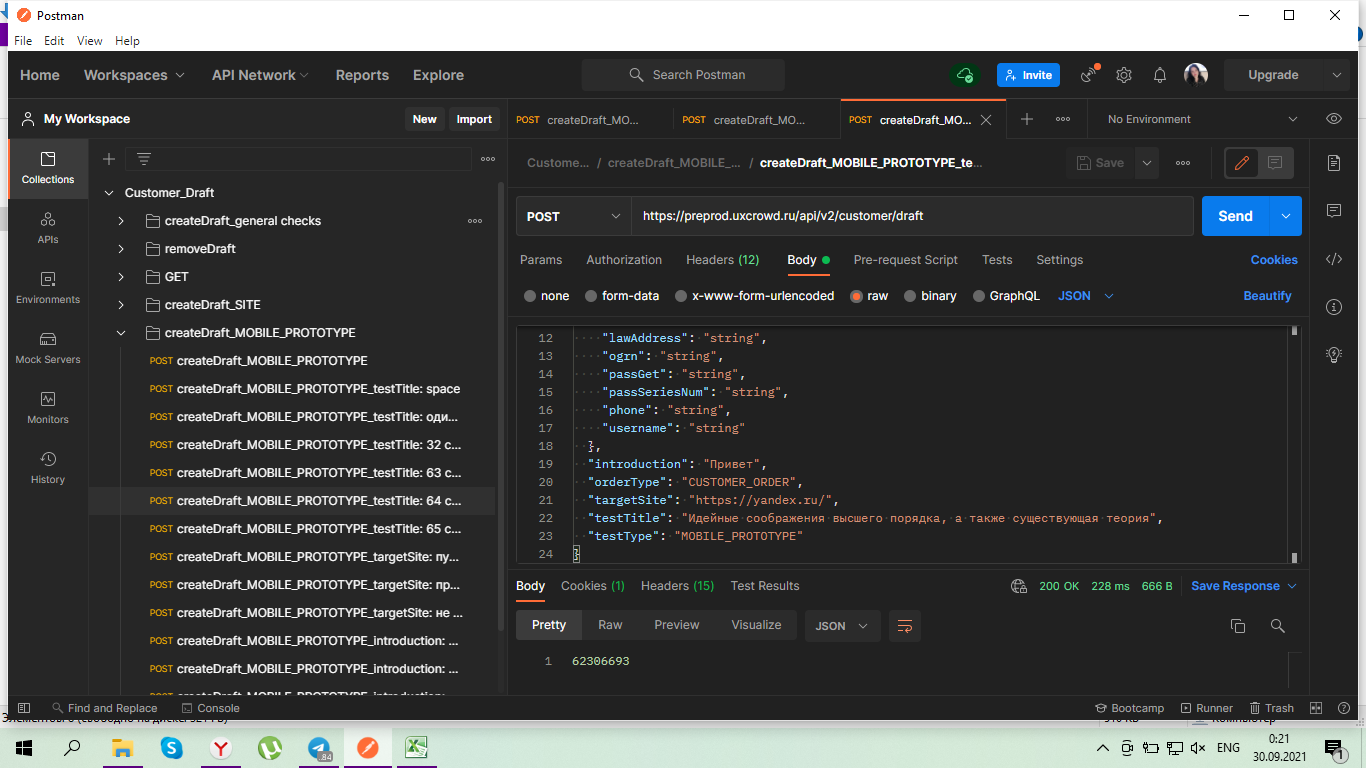 Postman
File Edit View Help
Home Workspaces API Network Reports Explore Search Postman Invite Upgrade
My Workspace New Import POST createDraft_MO... POST createDraft_MO... POST createDraft_MO... No Environment
Custome... / createDraft_MOBILE_... / createDraft_MOBILE_PROTOTYPE_te... Save
Collections
APIs
Environments
Mock Servers
Monitors
History
Customer_Draft
createDraft_general checks
removeDraft
GET
createDraft_SITE
createDraft_MOBILE_PROTOTYPE
POST createDraft_MOBILE_PROTOTYPE
POST createDraft_MOBILE_PROTOTYPE_testTitle: space
POST createDraft_MOBILE_PROTOTYPE_testTitle: оди...
POST createDraft_MOBILE_PROTOTYPE_testTitle: 32 с...
POST createDraft_MOBILE_PROTOTYPE_testTitle: 63 с...
POST createDraft_MOBILE_PROTOTYPE_testTitle: 64 с...
POST createDraft_MOBILE_PROTOTYPE_testTitle: 65 с...
POST createDraft_MOBILE_PROTOTYPE_targetSite: пу...
POST createDraft_MOBILE_PROTOTYPE_targetSite: пр...
POST createDraft_MOBILE_PROTOTYPE_targetSite: не ...
POST createDraft_MOBILE_PROTOTYPE_introduction: ...
POST createDraft_MOBILE_PROTOTYPE_introduction: ...
POST https://preprod.uxcrowd.ru/api/v2/customer/draft Send
Params Authorization Headers (12) Body Pre-request Script Tests Settings Cookies
none form-data x-www-form-urlencoded raw binary GraphQL JSON Beautify
12 "lawAddress": "string",
13 "ogrn": "string",
14 "passGet": "string",
15 "passSeriesNum": "string",
16 "phone": "string",
17 "username": "string"
18 },
19 "introduction": "Привет",
20 "orderType": "CUSTOMER_ORDER",
21 "targetSite": "https://yandex.ru/",
22 "testTitle": "Идейные соображения высшего порядка, а также существующая теория",
23 "testType": "MOBILE_PROTOTYPE"
24 }
Body Cookies (1) Headers (15) Test Results 200 OK 228 ms 666 B Save Response
Pretty Raw Preview Visualize JSON
1 62306693
Find and Replace Console Bootcamp Runner Trash
84
ENG
0:21
30.09.2021
1